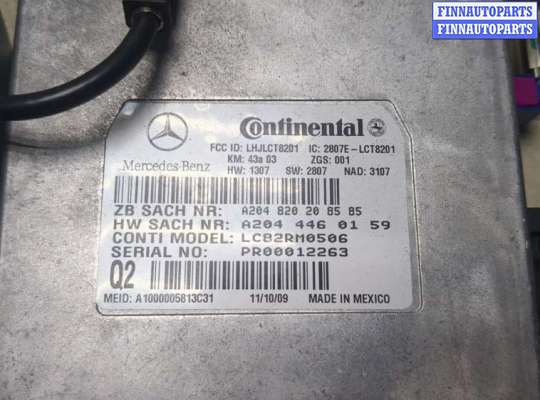 FINNAUTOPARTS
FINNAUTOPARTS
Continental
FCC ID: LHJLCT8201 IC: 2807E-LCT8201
Mercedes-Benz
KM: 43a 03 ZGS: 001
HW: 1307 SW: 2807 NAD: 3107
ZB SACH NR: A204 820 20 85 85
HW SACH NR: A204 446 01 59
CONTI MODEL: LC82RM0506
SERIAL NO: PR00012263
Q2
MEID: A1000005813C31 11/10/09 MADE IN MEXICO